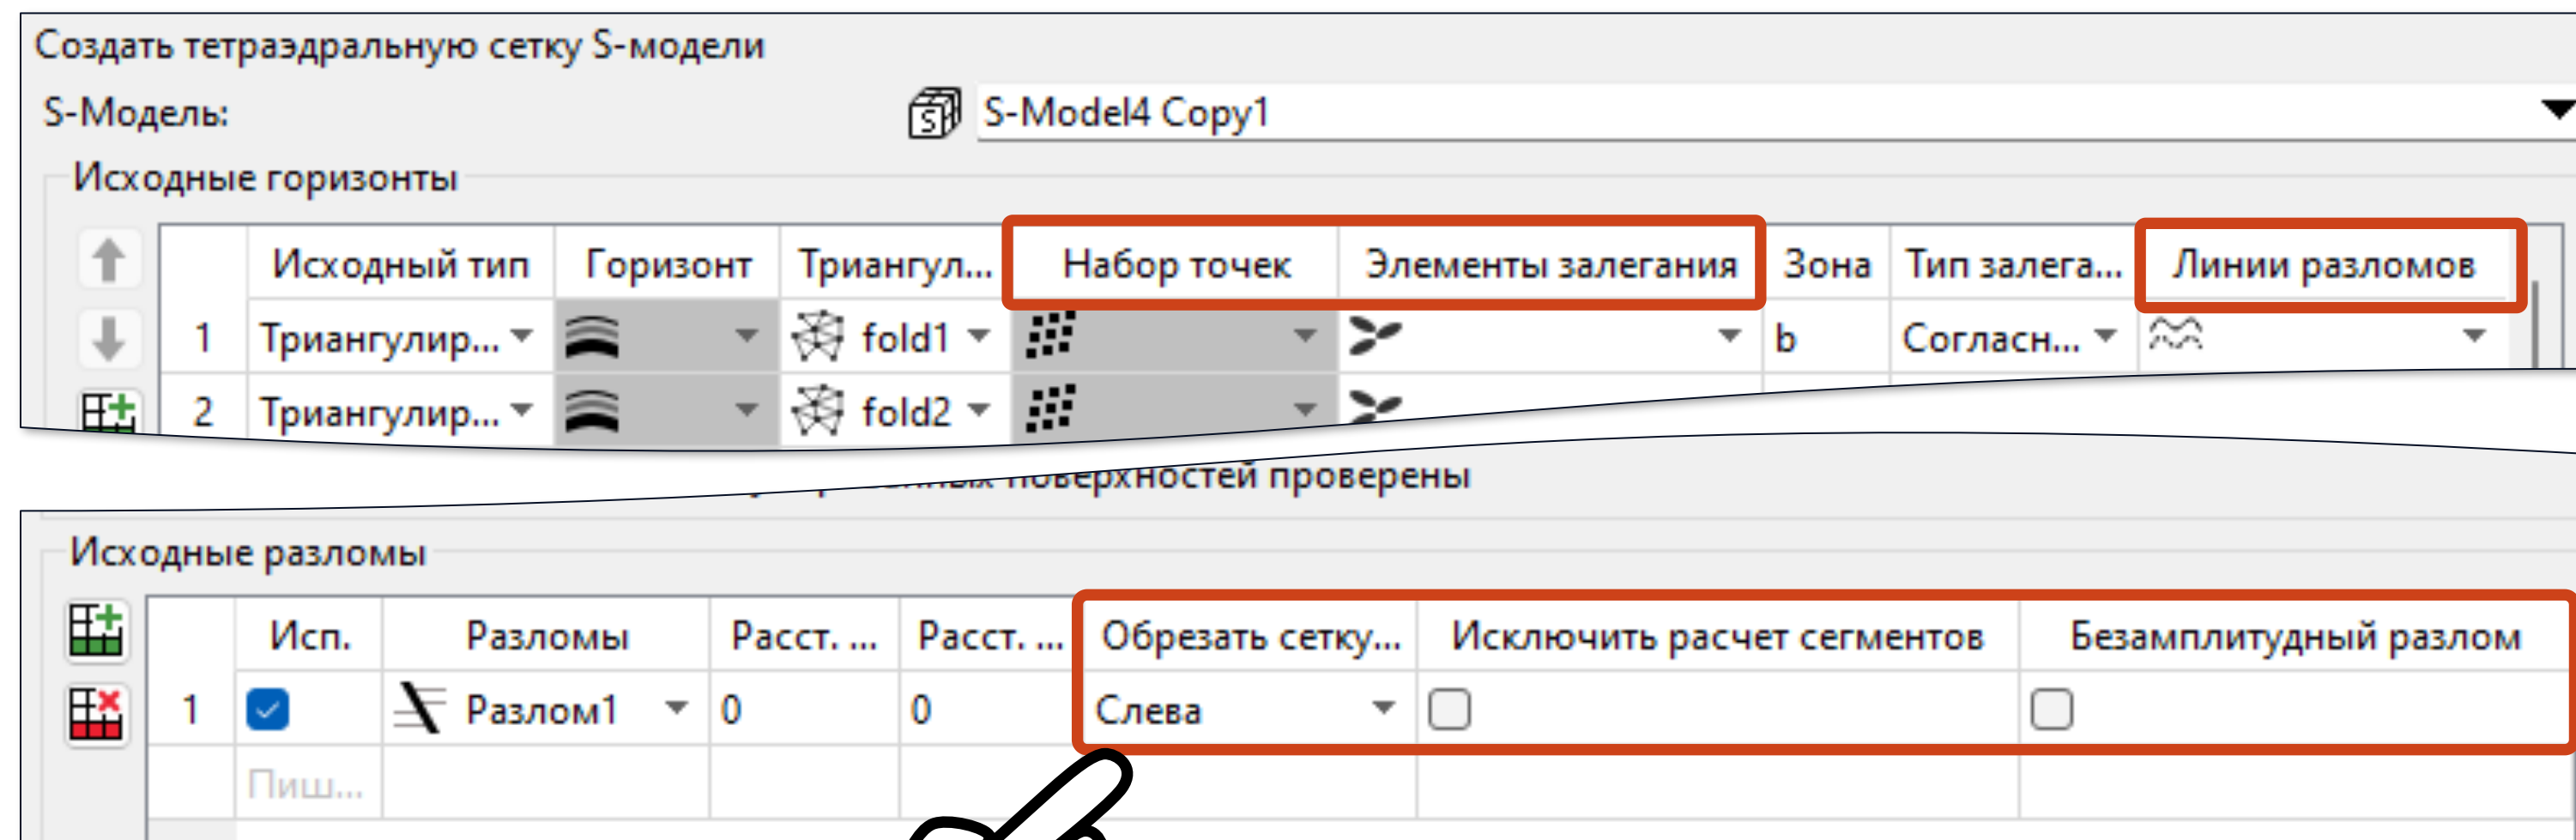 Создать тетраэдральную сетку S-модели
S-Модель: S-Model4 Copy1
Исходные горизонты
Исходный тип Горизонт Триангул... Набор точек Элементы залегания Зона Тип залега... Линии разломов
1 Триангулир... fold1 b Согласн...
2 Триангулир... fold2
поверхностей проверены
Исходные разломы
Исп. Разломы Расст. ... Расст. ... Обрезать сетку... Исключить расчет сегментов Безамплитудный разлом
1 Разлом1 0 0 Слева
Пиш...